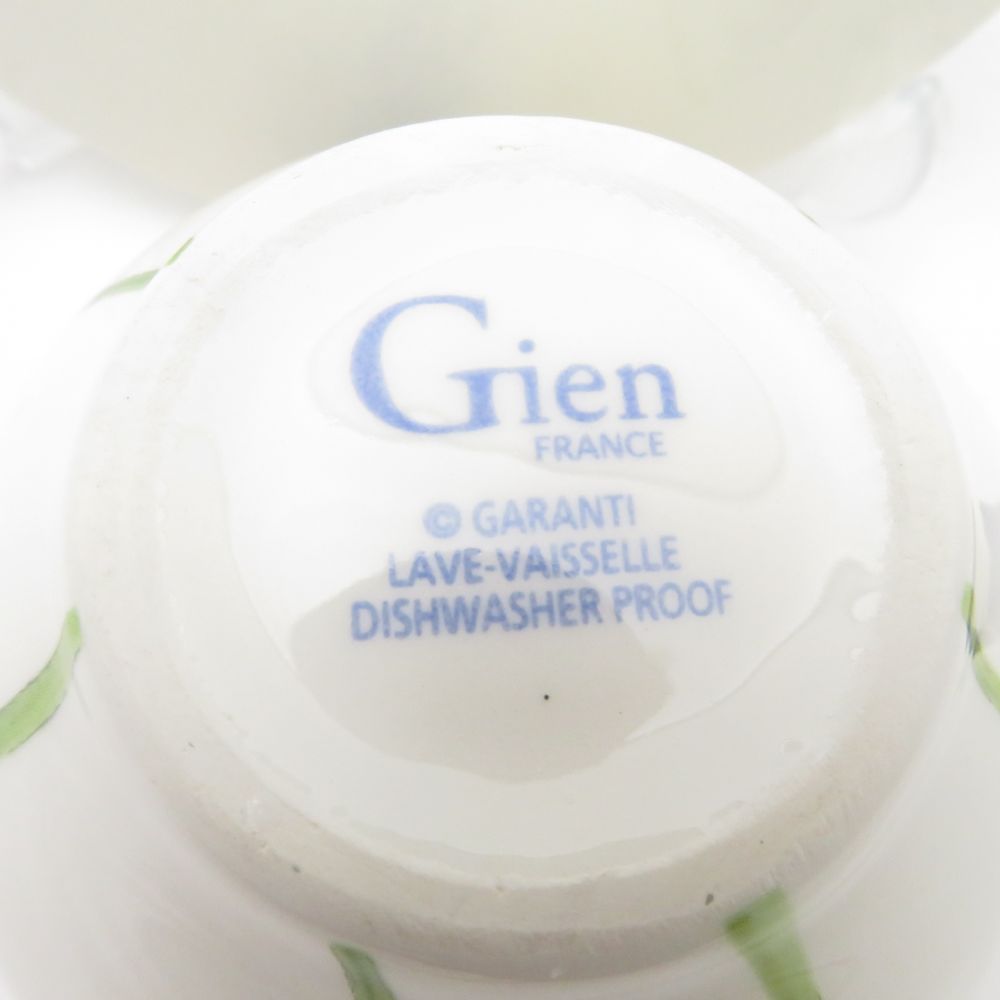 Gien
FRANCE
© GARANTI
LAVE-VAISSELLE
DISHWASHER PROOF